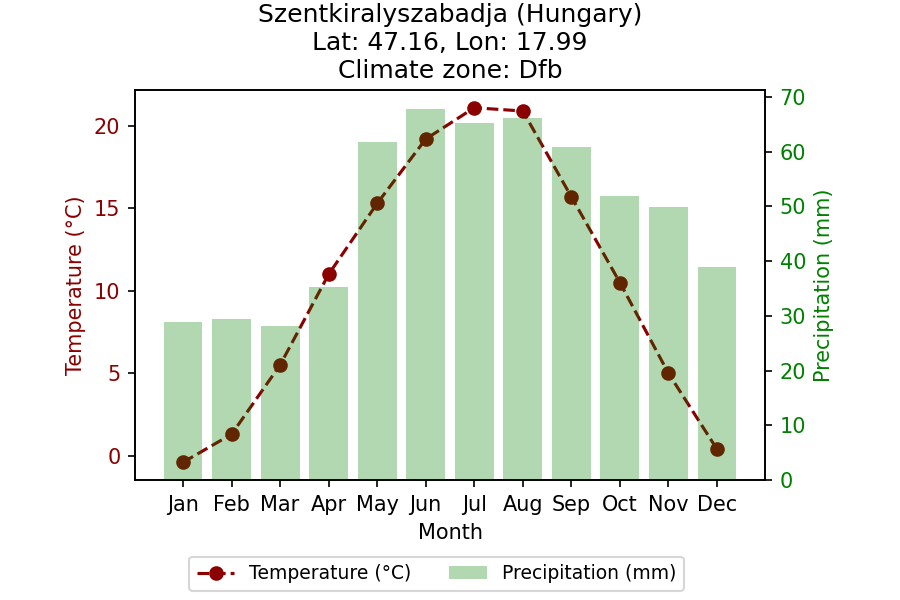 Szentkiralyszabadja (Hungary)
Lat: 47.16, Lon: 17.99
Climate zone: Dfb
Temperature (°C)
20
15
10
5
0
70
60
50
40
30
20
10
0
Precipitation (mm)
Jan Feb Mar Apr May Jun Jul Aug Sep Oct Nov Dec
Month
Temperature (°C) Precipitation (mm)